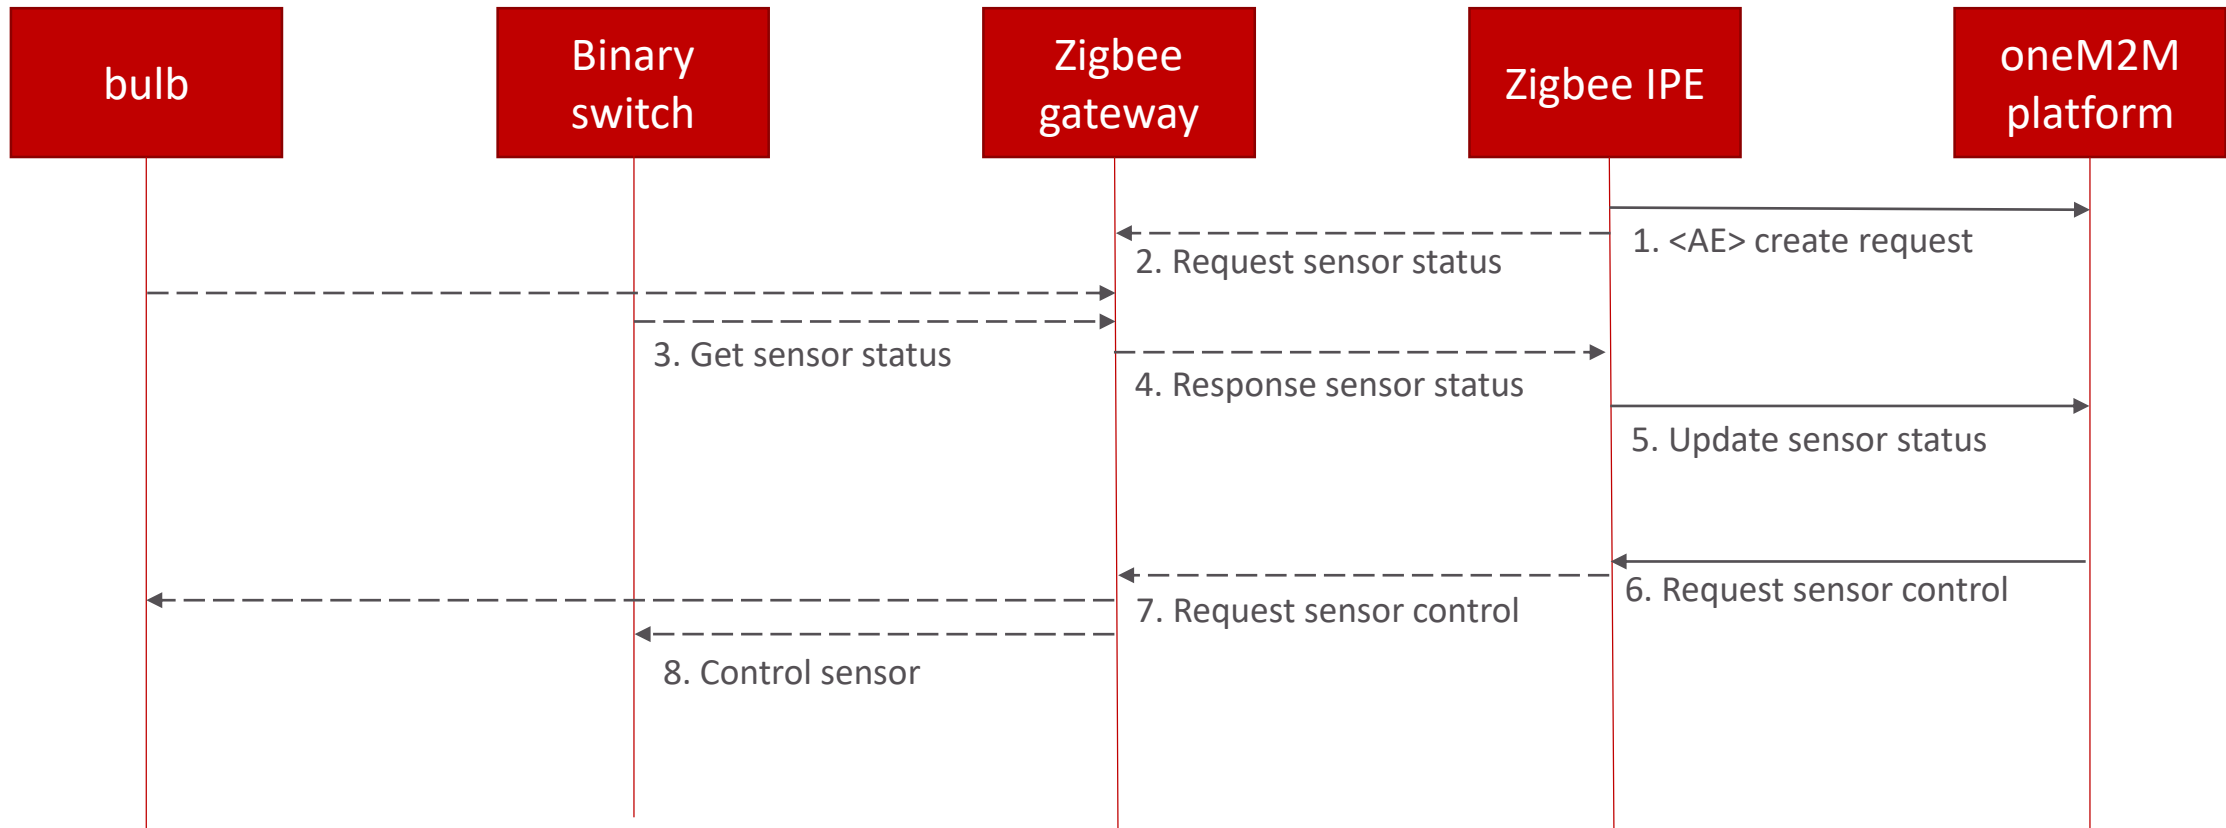 bulb
Binary
switch
Zigbee
gateway
Zigbee IPE
oneM2M
platform
1. <AE> create request
2. Request sensor status
3. Get sensor status
4. Response sensor status
5. Update sensor status
6. Request sensor control
7. Request sensor control
8. Control sensor